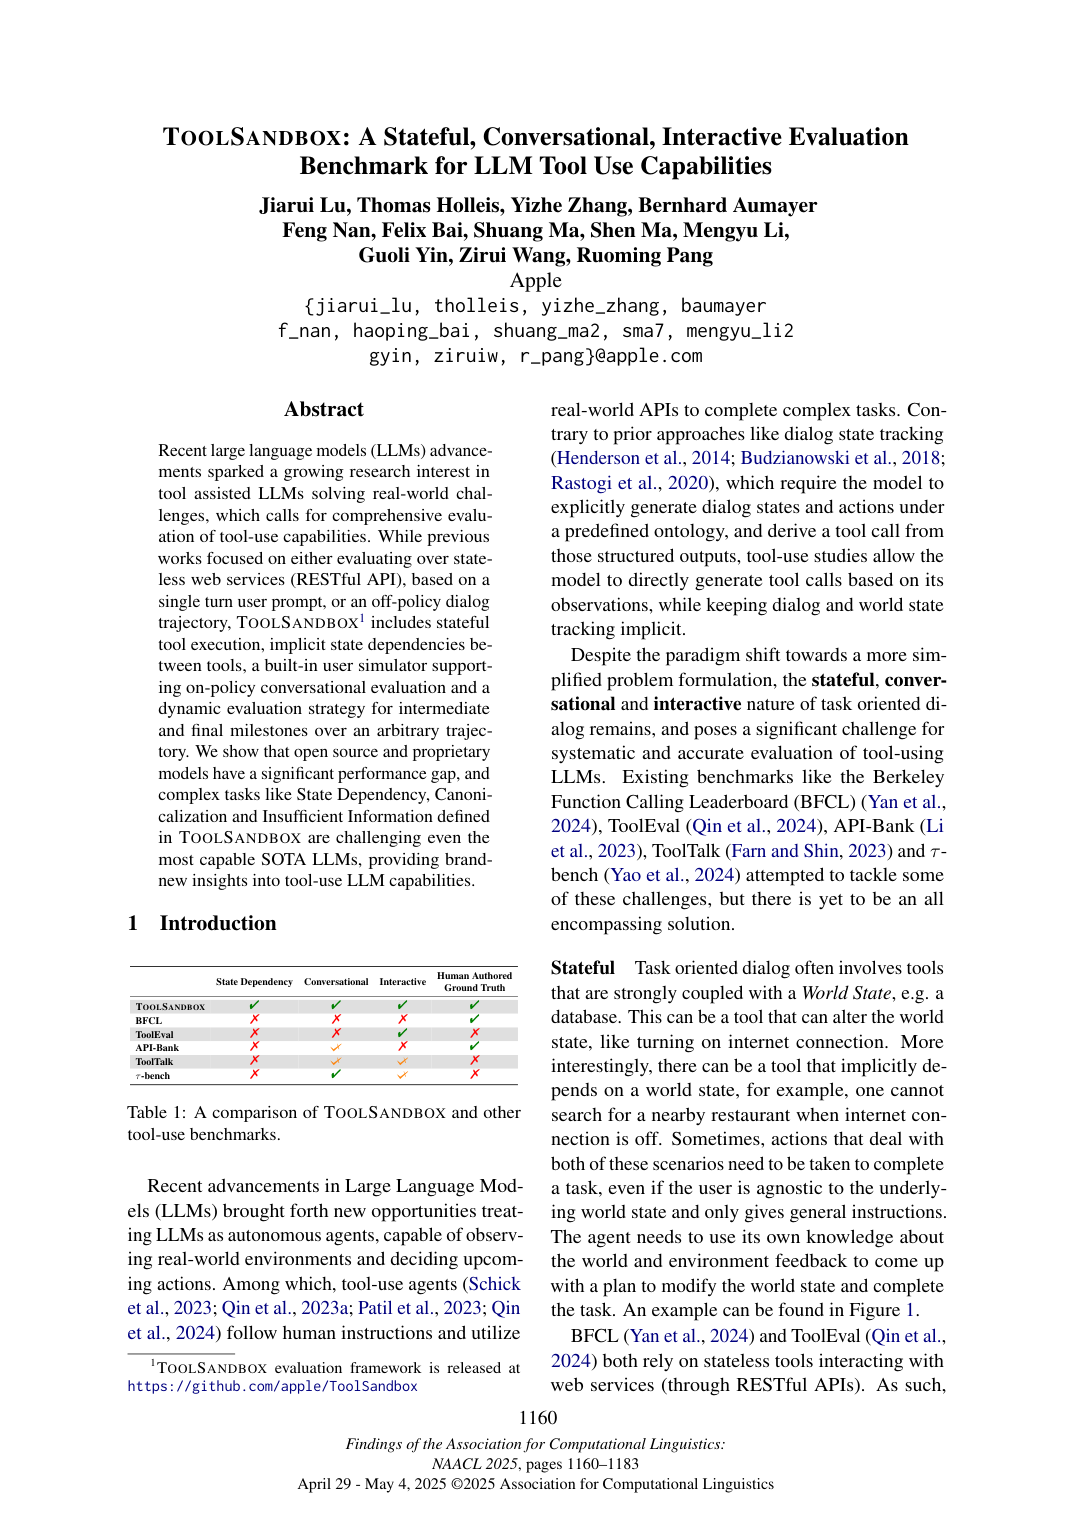 TOOLSANDBOX: A Stateful, Conversational, Interactive Evaluation
Benchmark for LLM Tool Use Capabilities
Jiarui Lu, Thomas Holleis, Yizhe Zhang, Bernhard Aumayer
Feng Nan, Felix Bai, Shuang Ma, Shen Ma, Mengyu Li,
Guoli Yin, Zirui Wang, Ruoming Pang
Apple
{jiarui_lu, tholleis, yizhe_zhang, baumayer
f_nan, haoping_bai, shuang_ma2, sma7, mengyu_li2
gyin, ziruiw, r_pang}@apple.com
Abstract
Recent large language models (LLMs) advance-
ments sparked a growing research interest in
tool assisted LLMs solving real-world chal-
lenges, which calls for comprehensive evalu-
ation of tool-use capabilities. While previous
works focused on either evaluating over state-
less web services (RESTful API), based on a
single turn user prompt, or an off-policy dialog
trajectory, TOOLSANDBOX1 includes stateful
tool execution, implicit state dependencies be-
tween tools, a built-in user simulator support-
ing on-policy conversational evaluation and a
dynamic evaluation strategy for intermediate
and final milestones over an arbitrary trajec-
tory. We show that open source and proprietary
models have a significant performance gap, and
complex tasks like State Dependency, Canoni-
calization and Insufficient Information defined
in TOOLSANDBOX are challenging even the
most capable SOTA LLMs, providing brand-
new insights into tool-use LLM capabilities.
1 Introduction
State Dependency Conversational Interactive Human Authored
Ground Truth
TOOLSANDBOX ✓ ✓ ✓ ✓
BFCL ✗ ✗ ✗ ✓
ToolEval ✗ ✗ ✓ ✗
API-Bank ✗ ✓ ✗ ✓
ToolTalk ✗ ✓ ✓ ✗
τ-bench ✗ ✓ ✓ ✗
Table 1: A comparison of TOOLSANDBOX and other
tool-use benchmarks.
Recent advancements in Large Language Mod-
els (LLMs) brought forth new opportunities treat-
ing LLMs as autonomous agents, capable of observ-
ing real-world environments and deciding upcom-
ing actions. Among which, tool-use agents (Schick
et al., 2023; Qin et al., 2023a; Patil et al., 2023; Qin
et al., 2024) follow human instructions and utilize
1TOOLSANDBOX evaluation framework is released at
https://github.com/apple/ToolSandbox
real-world APIs to complete complex tasks. Con-
trary to prior approaches like dialog state tracking
(Henderson et al., 2014; Budzianowski et al., 2018;
Rastogi et al., 2020), which require the model to
explicitly generate dialog states and actions under
a predefined ontology, and derive a tool call from
those structured outputs, tool-use studies allow the
model to directly generate tool calls based on its
observations, while keeping dialog and world state
tracking implicit.
Despite the paradigm shift towards a more sim-
plified problem formulation, the stateful, conver-
sational and interactive nature of task oriented di-
alog remains, and poses a significant challenge for
systematic and accurate evaluation of tool-using
LLMs. Existing benchmarks like the Berkeley
Function Calling Leaderboard (BFCL) (Yan et al.,
2024), ToolEval (Qin et al., 2024), API-Bank (Li
et al., 2023), ToolTalk (Farn and Shin, 2023) and τ-
bench (Yao et al., 2024) attempted to tackle some
of these challenges, but there is yet to be an all
encompassing solution.
Stateful Task oriented dialog often involves tools
that are strongly coupled with a World State, e.g. a
database. This can be a tool that can alter the world
state, like turning on internet connection. More
interestingly, there can be a tool that implicitly de-
pends on a world state, for example, one cannot
search for a nearby restaurant when internet con-
nection is off. Sometimes, actions that deal with
both of these scenarios need to be taken to complete
a task, even if the user is agnostic to the underly-
ing world state and only gives general instructions.
The agent needs to use its own knowledge about
the world and environment feedback to come up
with a plan to modify the world state and complete
the task. An example can be found in Figure 1.
BFCL (Yan et al., 2024) and ToolEval (Qin et al.,
2024) both rely on stateless tools interacting with
web services (through RESTful APIs). As such,
1160
Findings of the Association for Computational Linguistics:
NAACL 2025, pages 1160–1183
April 29 - May 4, 2025 ©2025 Association for Computational Linguistics